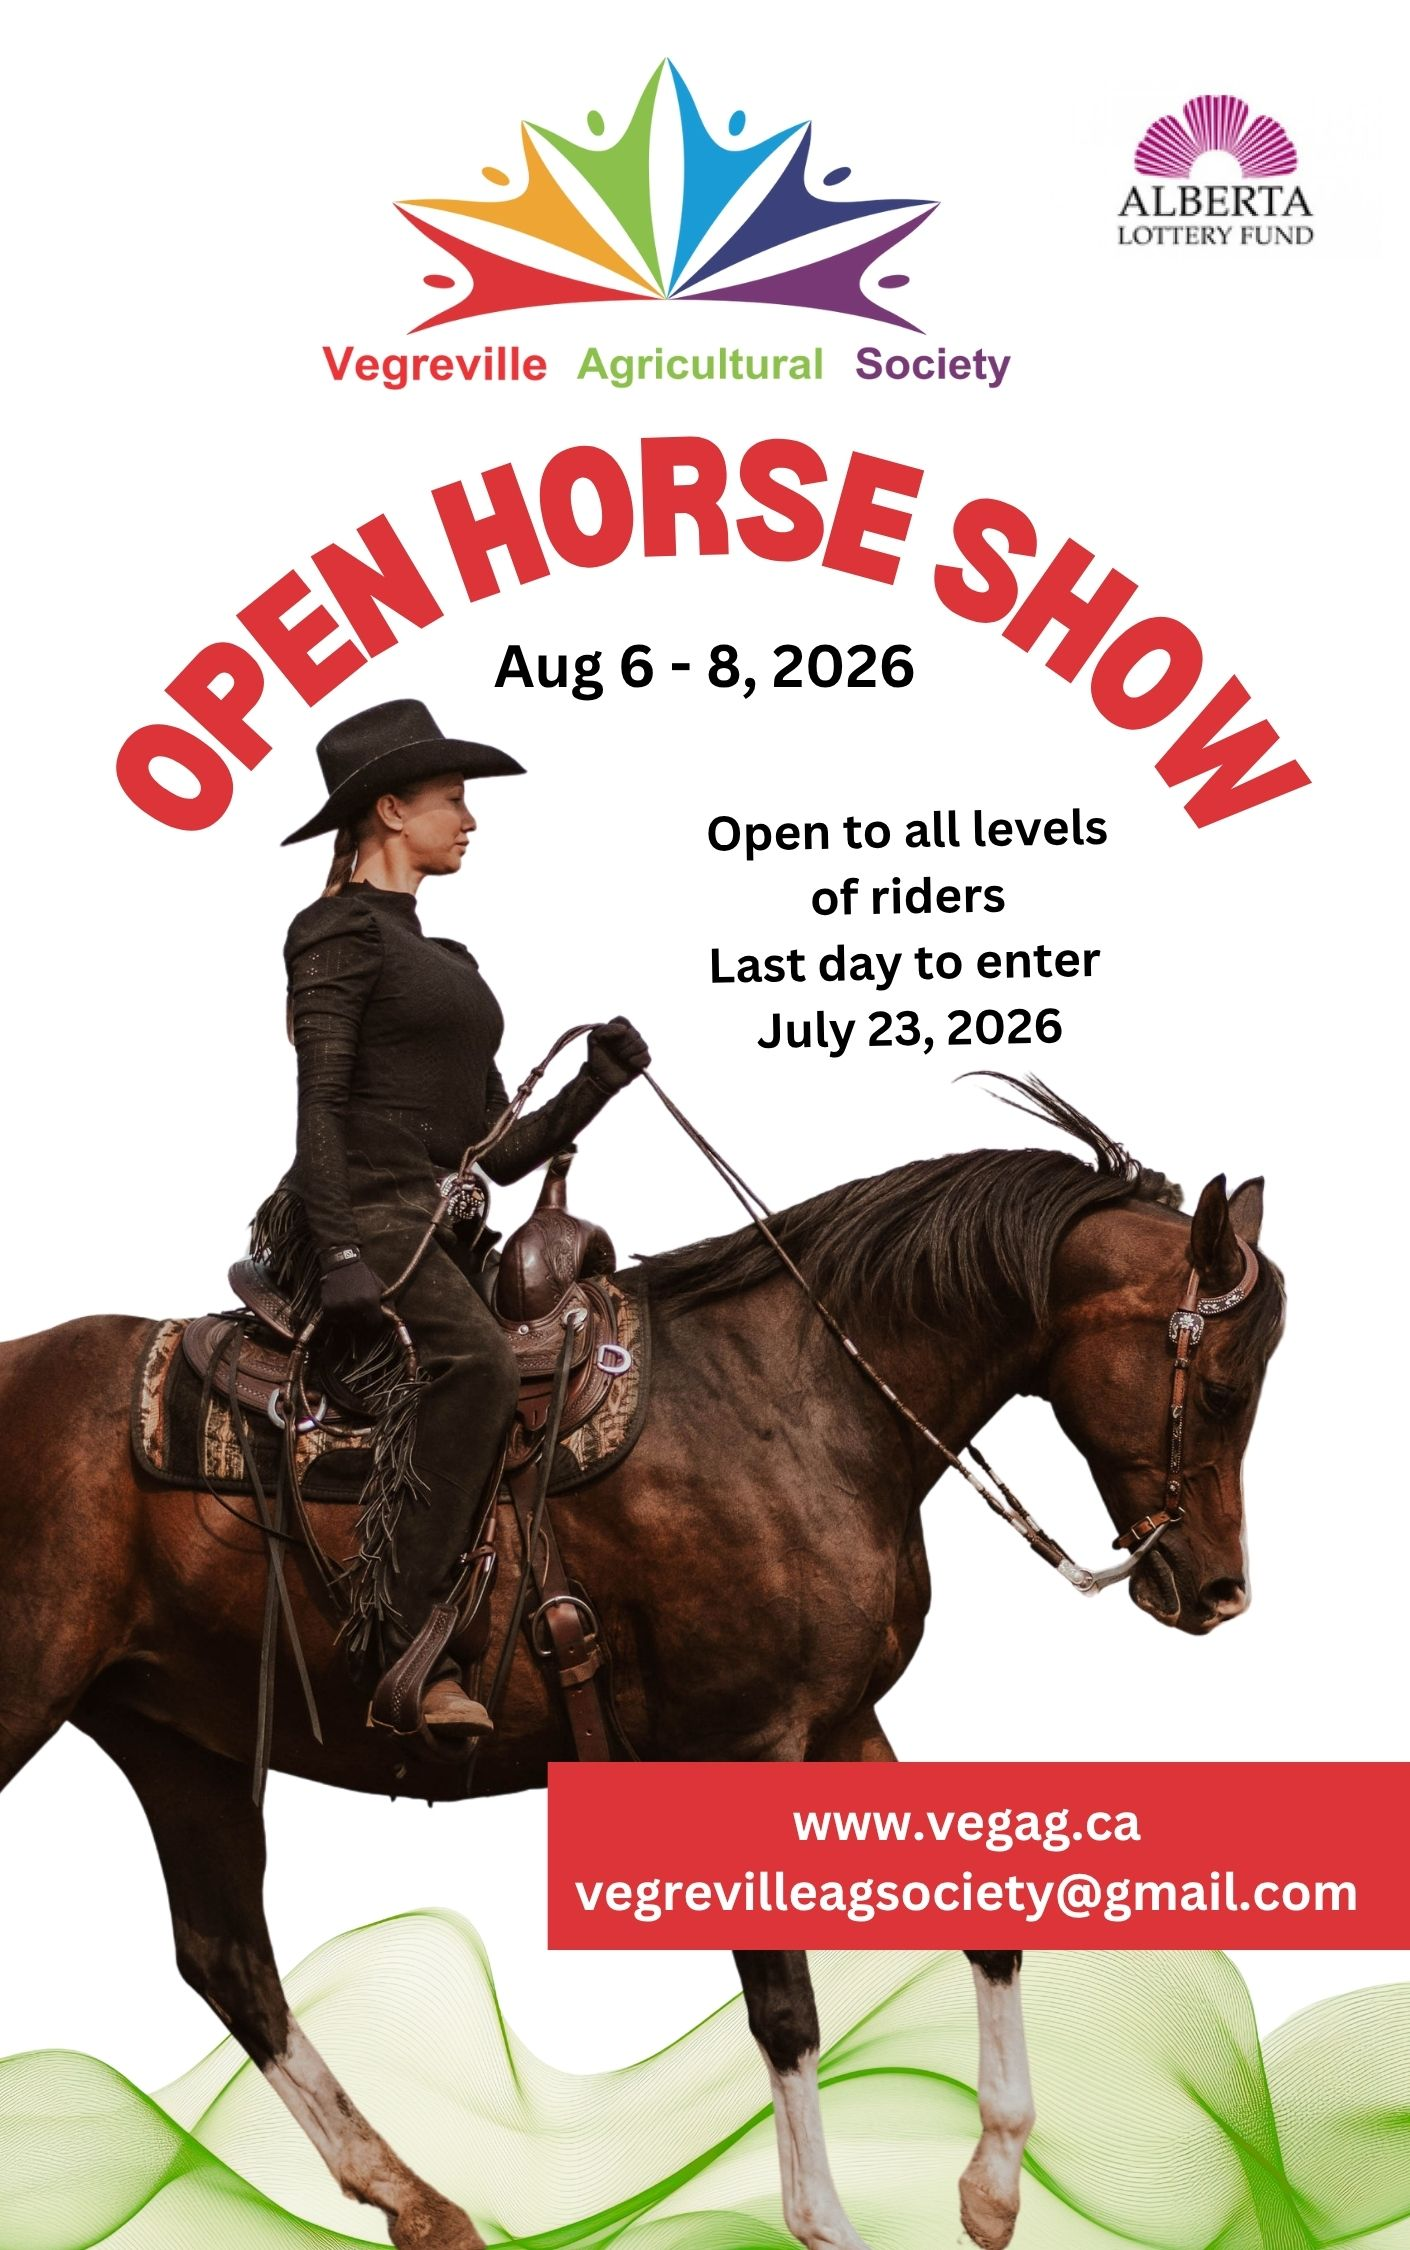 ALBERTA
LOTTERY FUND
Vegreville Agricultural Society
OPEN HORSE SHOW
Aug 6 - 8, 2026
Open to all levels
of riders
Last day to enter
July 23, 2026
www.vegag.ca
vegrevilleagsociety@gmail.com